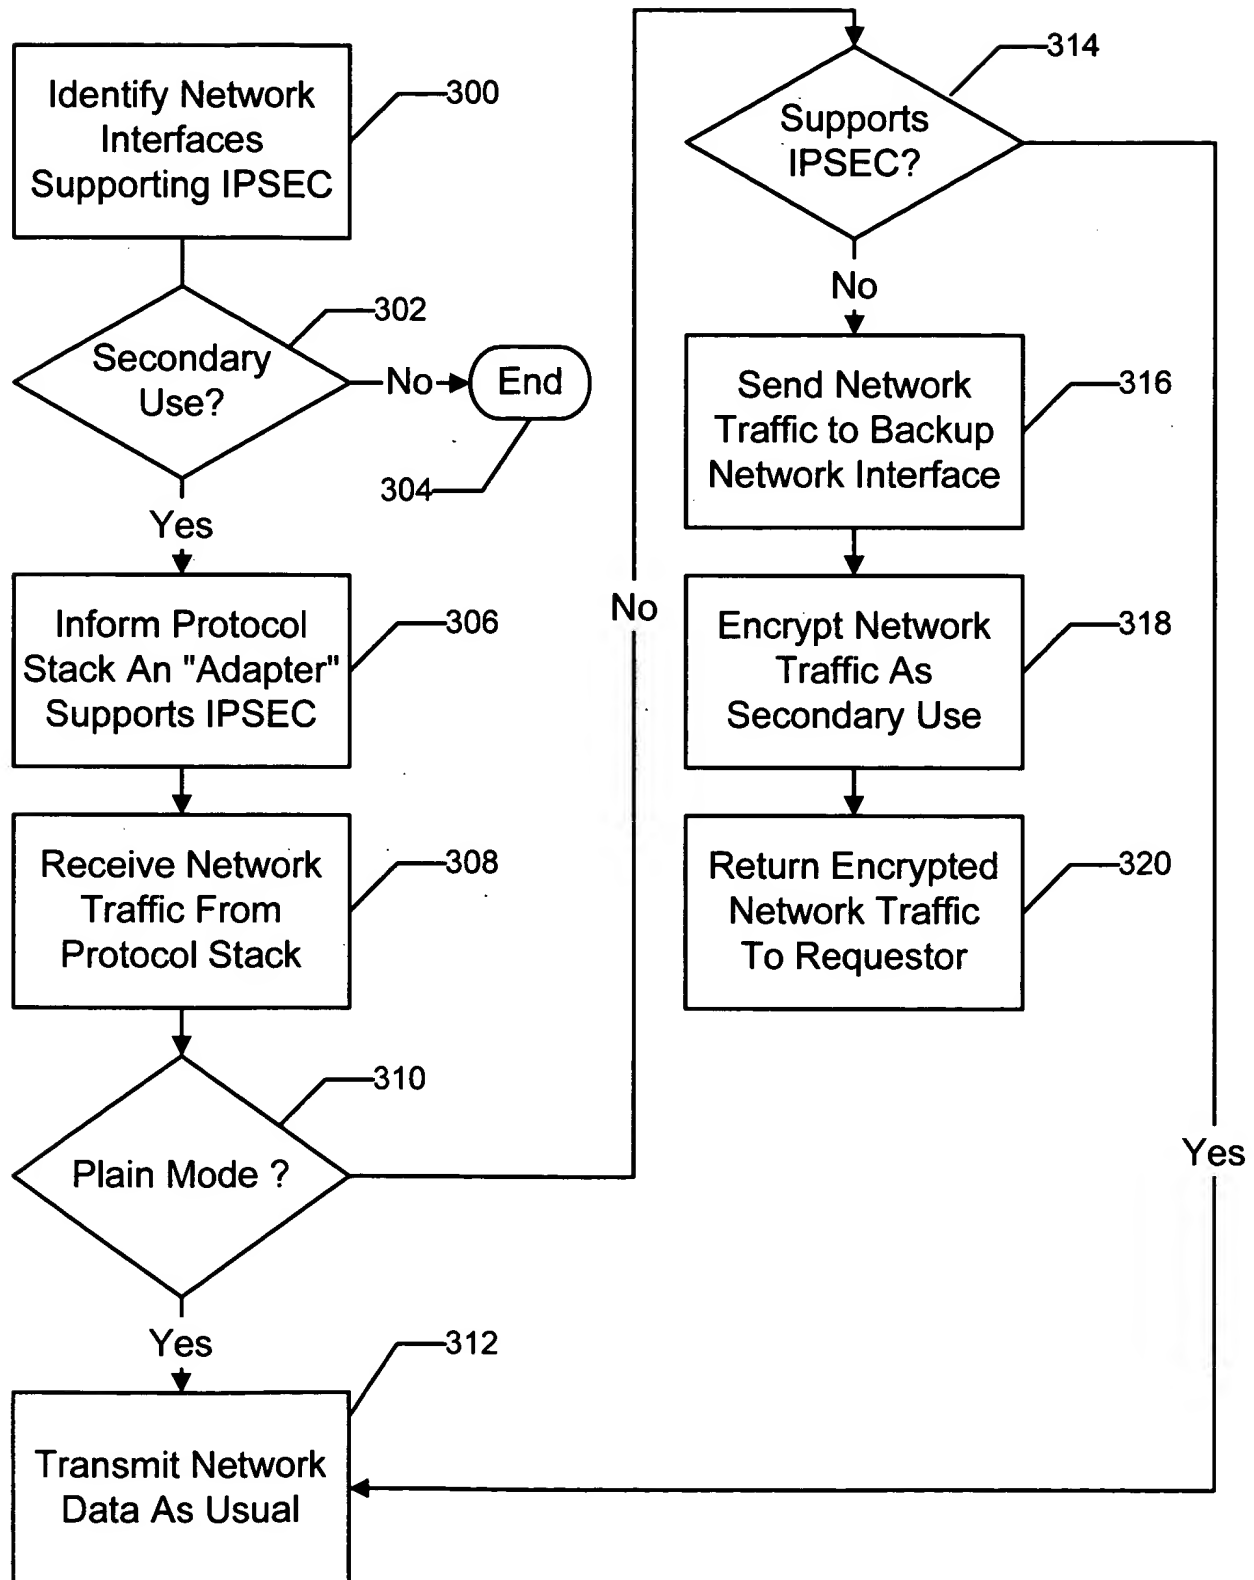 Identify Network
Interfaces
Supporting IPSEC
300
Secondary
Use?
302
No
End
304
Yes
Inform Protocol
Stack An "Adapter"
Supports IPSEC
306
Receive Network
Traffic From
Protocol Stack
308
Plain Mode ?
310
No
Yes
Transmit Network
Data As Usual
312
Supports
IPSEC?
314
No
Send Network
Traffic to Backup
Network Interface
316
Encrypt Network
Traffic As
Secondary Use
318
Return Encrypted
Network Traffic
To Requestor
320
Yes